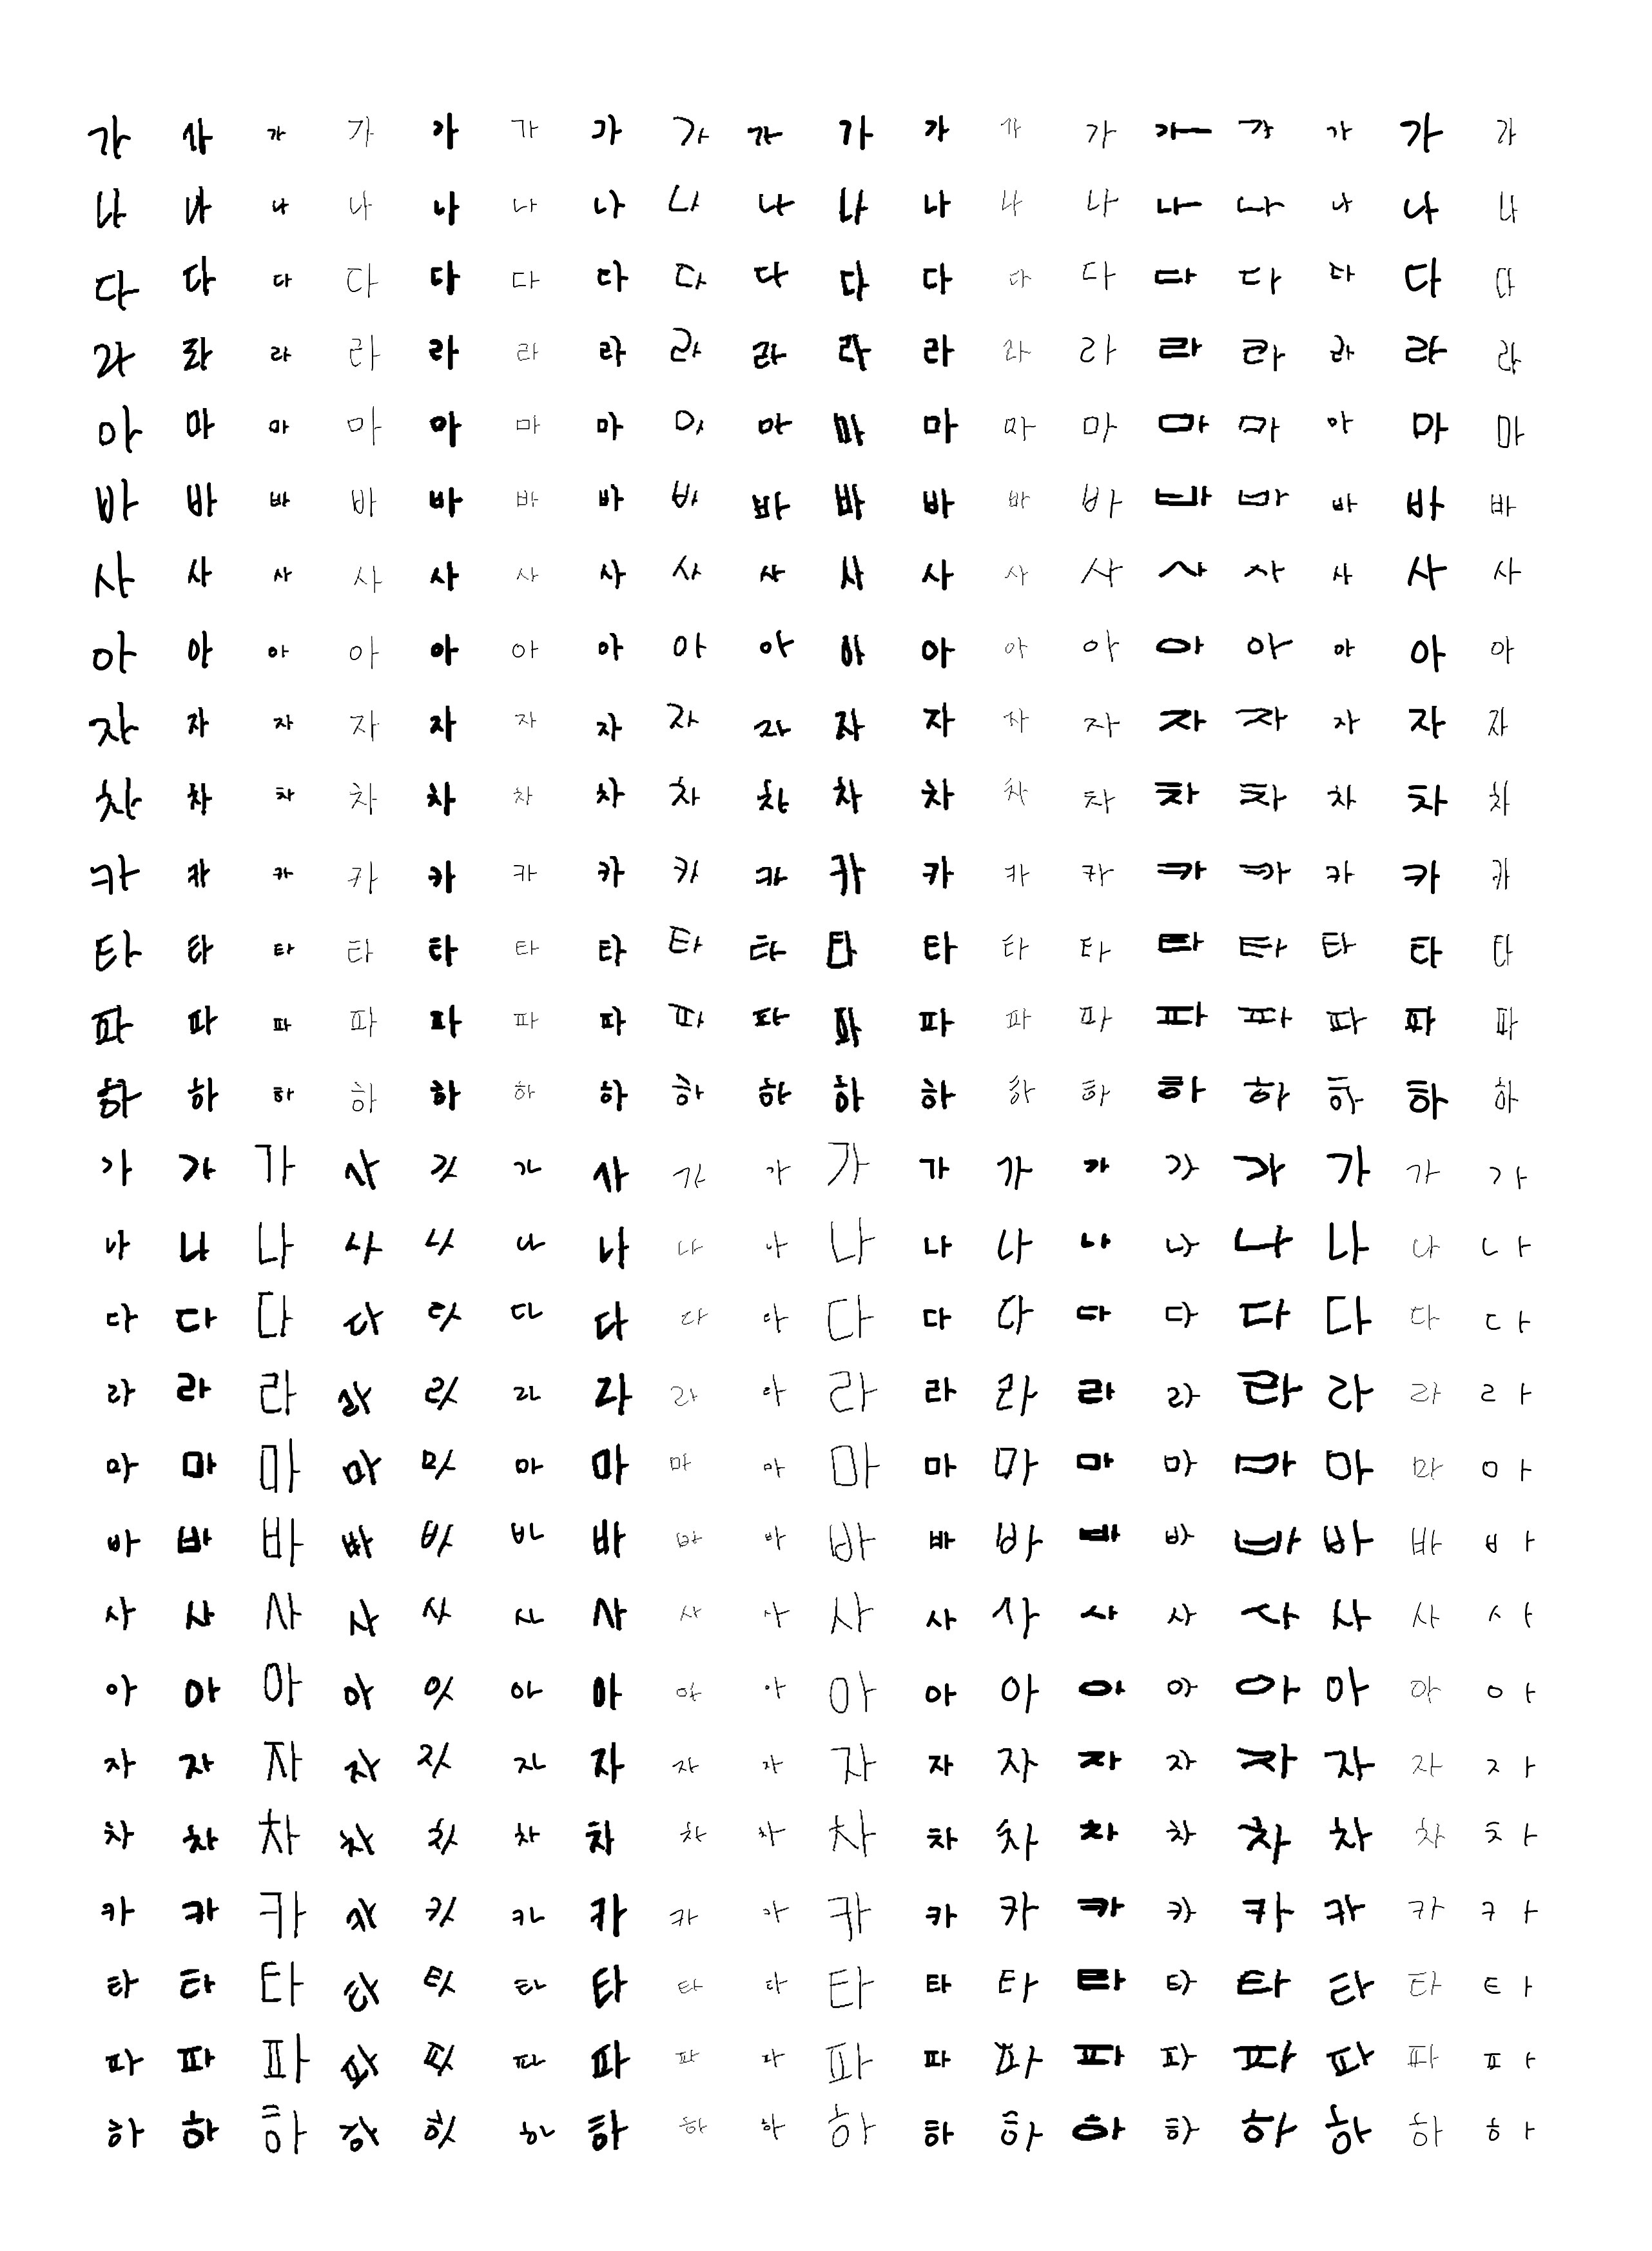 가 가 가 가 가 가 가 가 가 가 가 가 가 가 가 가 가 가
나 나 나 나 나 나 나 나 나 나 나 나 나 나 나 나 나 나
다 다 다 다 다 다 다 다 다 다 다 다 다 다 다 다 다 다
라 라 라 라 라 라 라 라 라 라 라 라 라 라 라 라 라 라
마 마 마 마 마 마 마 마 마 마 마 마 마 마 마 마 마 마
바 바 바 바 바 바 바 바 바 바 바 바 바 바 바 바 바 바
사 사 사 사 사 사 사 사 사 사 사 사 사 사 사 사 사 사
아 아 아 아 아 아 아 아 아 아 아 아 아 아 아 아 아 아
자 자 자 자 자 자 자 자 자 자 자 자 자 자 자 자 자 자
차 차 차 차 차 차 차 차 차 차 차 차 차 차 차 차 차 차
카 카 카 카 카 카 카 카 카 카 카 카 카 카 카 카 카 카
타 타 타 타 타 타 타 타 타 타 타 타 타 타 타 타 타 타
파 파 파 파 파 파 파 파 파 파 파 파 파 파 파 파 파 파
하 하 하 하 하 하 하 하 하 하 하 하 하 하 하 하 하 하
가 가 가 가 가 가 가 가 가 가 가 가 가 가 가 가 가 가
나 나 나 나 나 나 나 나 나 나 나 나 나 나 나 나 나 나
다 다 다 다 다 다 다 다 다 다 다 다 다 다 다 다 다 다
라 라 라 라 라 라 라 라 라 라 라 라 라 라 라 라 라 라
마 마 마 마 마 마 마 마 마 마 마 마 마 마 마 마 마 마
바 바 바 바 바 바 바 바 바 바 바 바 바 바 바 바 바 바
사 사 사 사 사 사 사 사 사 사 사 사 사 사 사 사 사 사
아 아 아 아 아 아 아 아 아 아 아 아 아 아 아 아 아 아
자 자 자 자 자 자 자 자 자 자 자 자 자 자 자 자 자 자
차 차 차 차 차 차 차 차 차 차 차 차 차 차 차 차 차 차
카 카 카 카 카 카 카 카 카 카 카 카 카 카 카 카 카 카
타 타 타 타 타 타 타 타 타 타 타 타 타 타 타 타 타 타
파 파 파 파 파 파 파 파 파 파 파 파 파 파 파 파 파 파
하 하 하 하 하 하 하 하 하 하 하 하 하 하 하 하 하 하